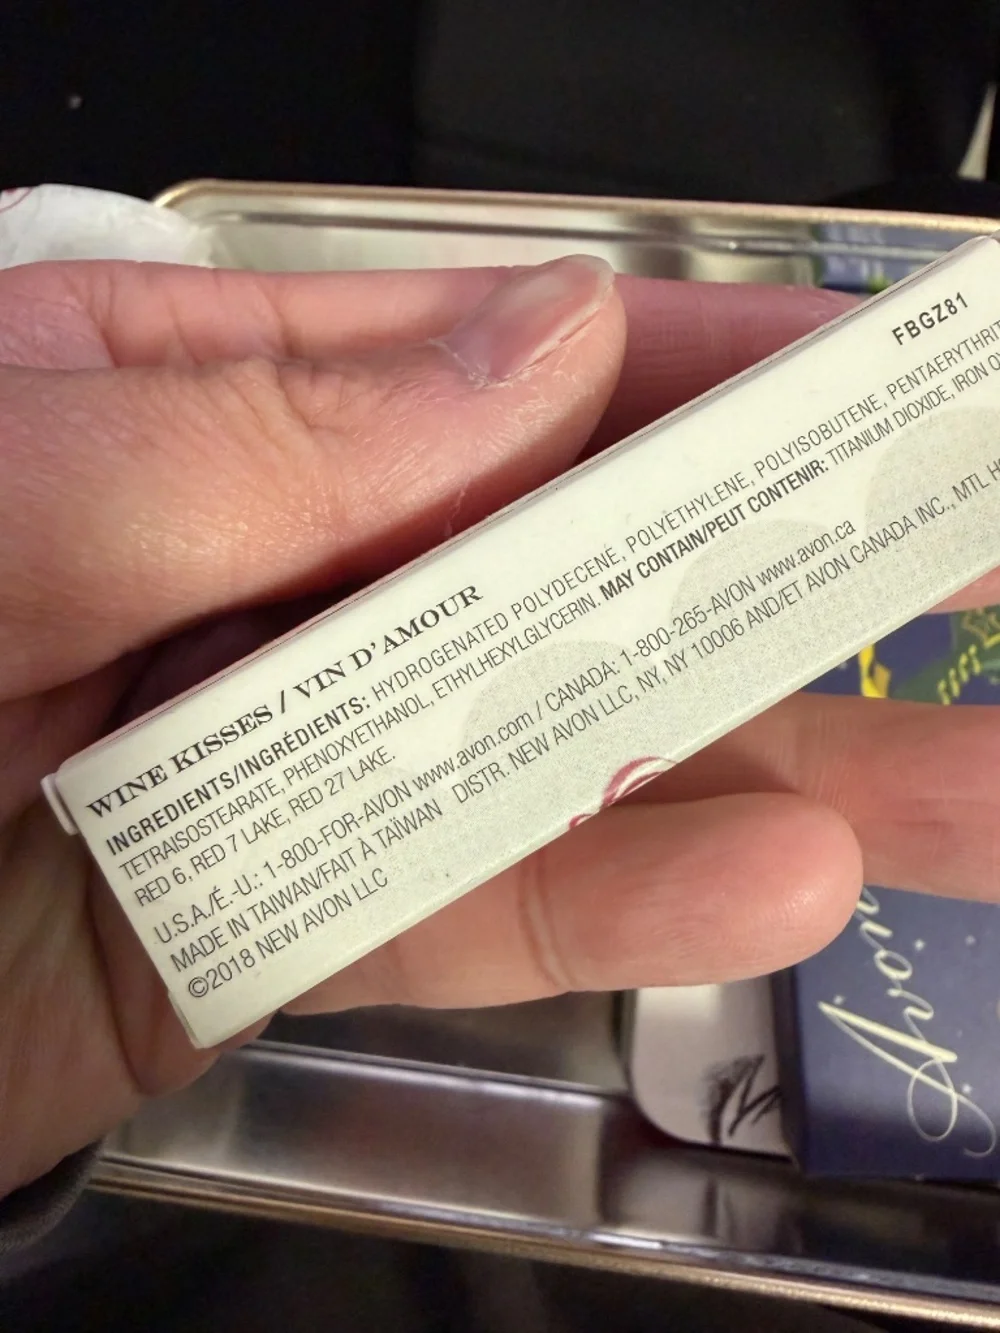 FBGZ81
WINE KISSES / VIN D'AMOUR
INGREDIENTS/INGRÉDIENTS: HYDROGENATED POLYDECENE, POLYETHYLENE, POLYISOBUTENE, PENTAERYTHRIT
TETRAISOSTEARATE, PHENOXYETHANOL, ETHYLHEXYLGLYCERIN. MAY CONTAIN/PEUT CONTENIR: TITANIUM DIOXIDE, IRON O
RED 6, RED 7 LAKE, RED 27 LAKE.
U.S.A./É.-U.: 1-800-FOR-AVON www.avon.com / CANADA: 1-800-265-AVON www.avon.ca
MADE IN TAIWAN/FAIT À TAÏWAN DISTR. NEW AVON LLC, NY, NY 10006 AND/ET AVON CANADA INC., MTL H
©2018 NEW AVON LLC
Avon